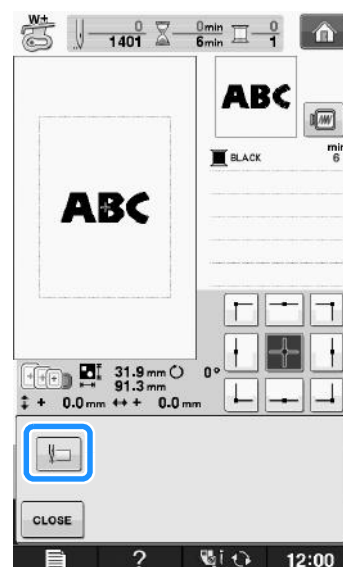 W+
0 0min 0
1401 6min 1
ABC
min
BLACK 6
ABC
31.9 mm 0°
91.3 mm
+ 0.0 mm + 0.0 mm
CLOSE
? i 12:00